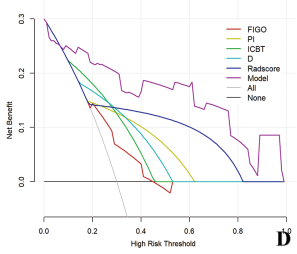 FIGO
PI
ICBT
D
Radscore
Model
All
None
Net Benefit
0.3
0.2
0.1
0.0
0.0
0.2
0.4
0.6
0.8
1.0
High Risk Threshold
D